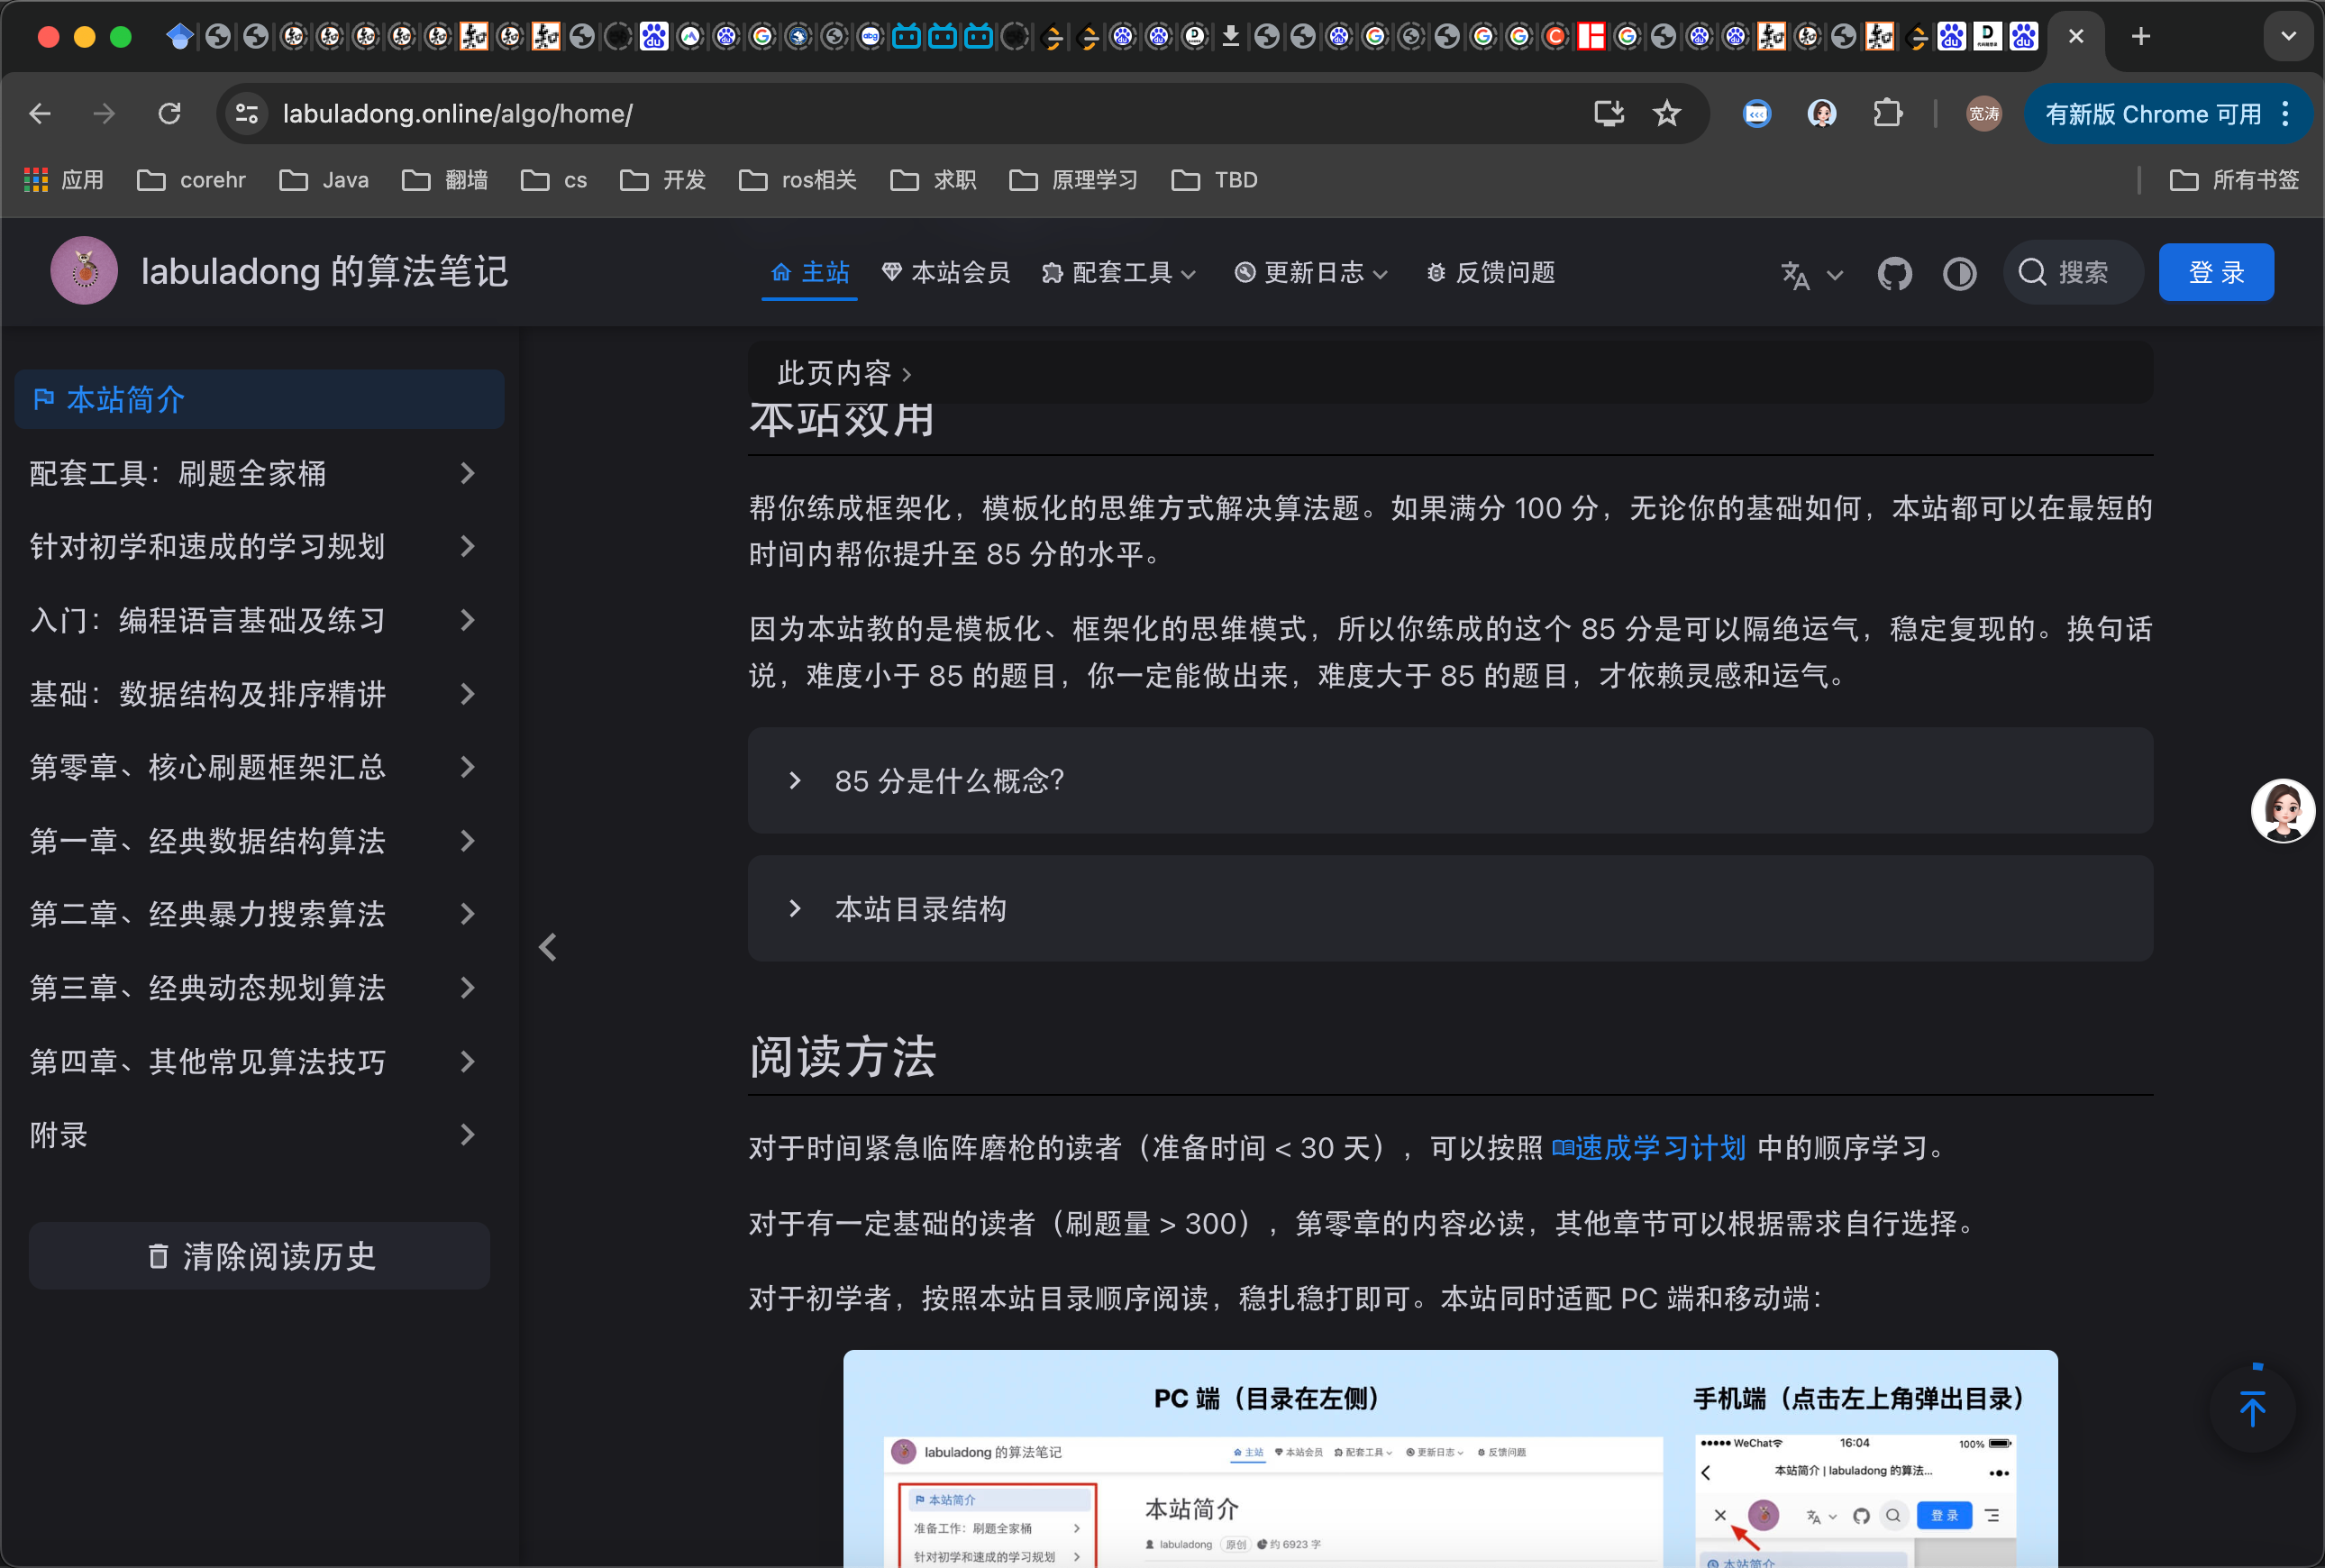 labuladong.online/algo/home/
宽涛
有新版 Chrome 可用
应用
corehr
Java
翻墙
cs
开发
ros相关
求职
原理学习
TBD
所有书签
labuladong 的算法笔记
主站
本站会员
配套工具
更新日志
反馈问题
搜索
登 录
本站简介
配套工具：刷题全家桶
针对初学和速成的学习规划
入门：编程语言基础及练习
基础：数据结构及排序精讲
第零章、核心刷题框架汇总
第一章、经典数据结构算法
第二章、经典暴力搜索算法
第三章、经典动态规划算法
第四章、其他常见算法技巧
附录
清除阅读历史
此页内容
本站效用
帮你练成框架化，模板化的思维方式解决算法题。如果满分 100 分，无论你的基础如何，本站都可以在最短的
时间内帮你提升至 85 分的水平。
因为本站教的是模板化、框架化的思维模式，所以你练成的这个 85 分是可以隔绝运气，稳定复现的。换句话
说，难度小于 85 的题目，你一定能做出来，难度大于 85 的题目，才依赖灵感和运气。
85 分是什么概念？
本站目录结构
阅读方法
对于时间紧急临阵磨枪的读者（准备时间 < 30 天），可以按照 速成学习计划 中的顺序学习。
对于有一定基础的读者（刷题量 > 300），第零章的内容必读，其他章节可以根据需求自行选择。
对于初学者，按照本站目录顺序阅读，稳扎稳打即可。本站同时适配 PC 端和移动端：
PC 端（目录在左侧）
labuladong 的算法笔记
主站
本站会员
配套工具
更新日志
反馈问题
本站简介
准备工作：刷题全家桶
针对初学和速成的学习规划
本站简介
labuladong 原创 约 6923 字
手机端（点击左上角弹出目录）
WeChat 16:04 100%
本站简介 | labuladong 的算法...
登 录
本站简介